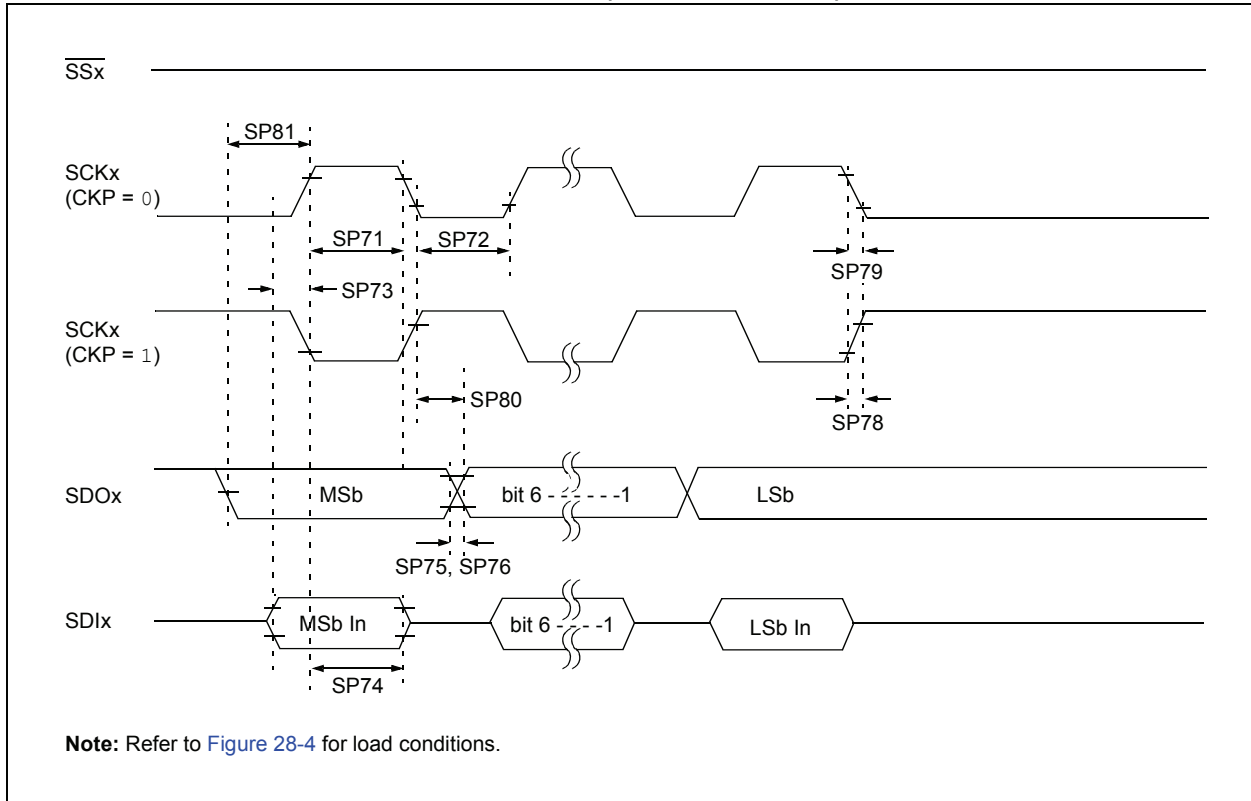 SSx
SP81
SCKx
(CKP = 0)
SP71
SP72
SP79
SP73
SCKx
(CKP = 1)
SP80
SP78
SDOx
MSb
bit 6 - - - - - -1
LSb
SP75, SP76
SDIx
MSb In
bit 6 - - - -1
LSb In
SP74
Note: Refer to Figure 28-4 for load conditions.